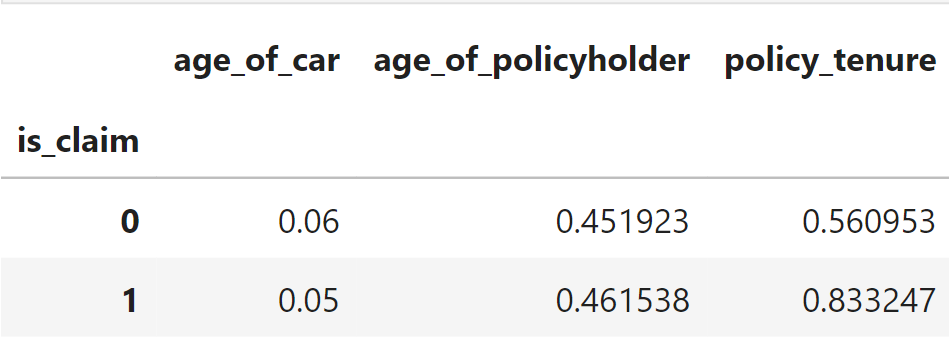 age_of_car age_of_policyholder policy_tenure
is_claim
0 0.06 0.451923 0.560953
1 0.05 0.461538 0.833247